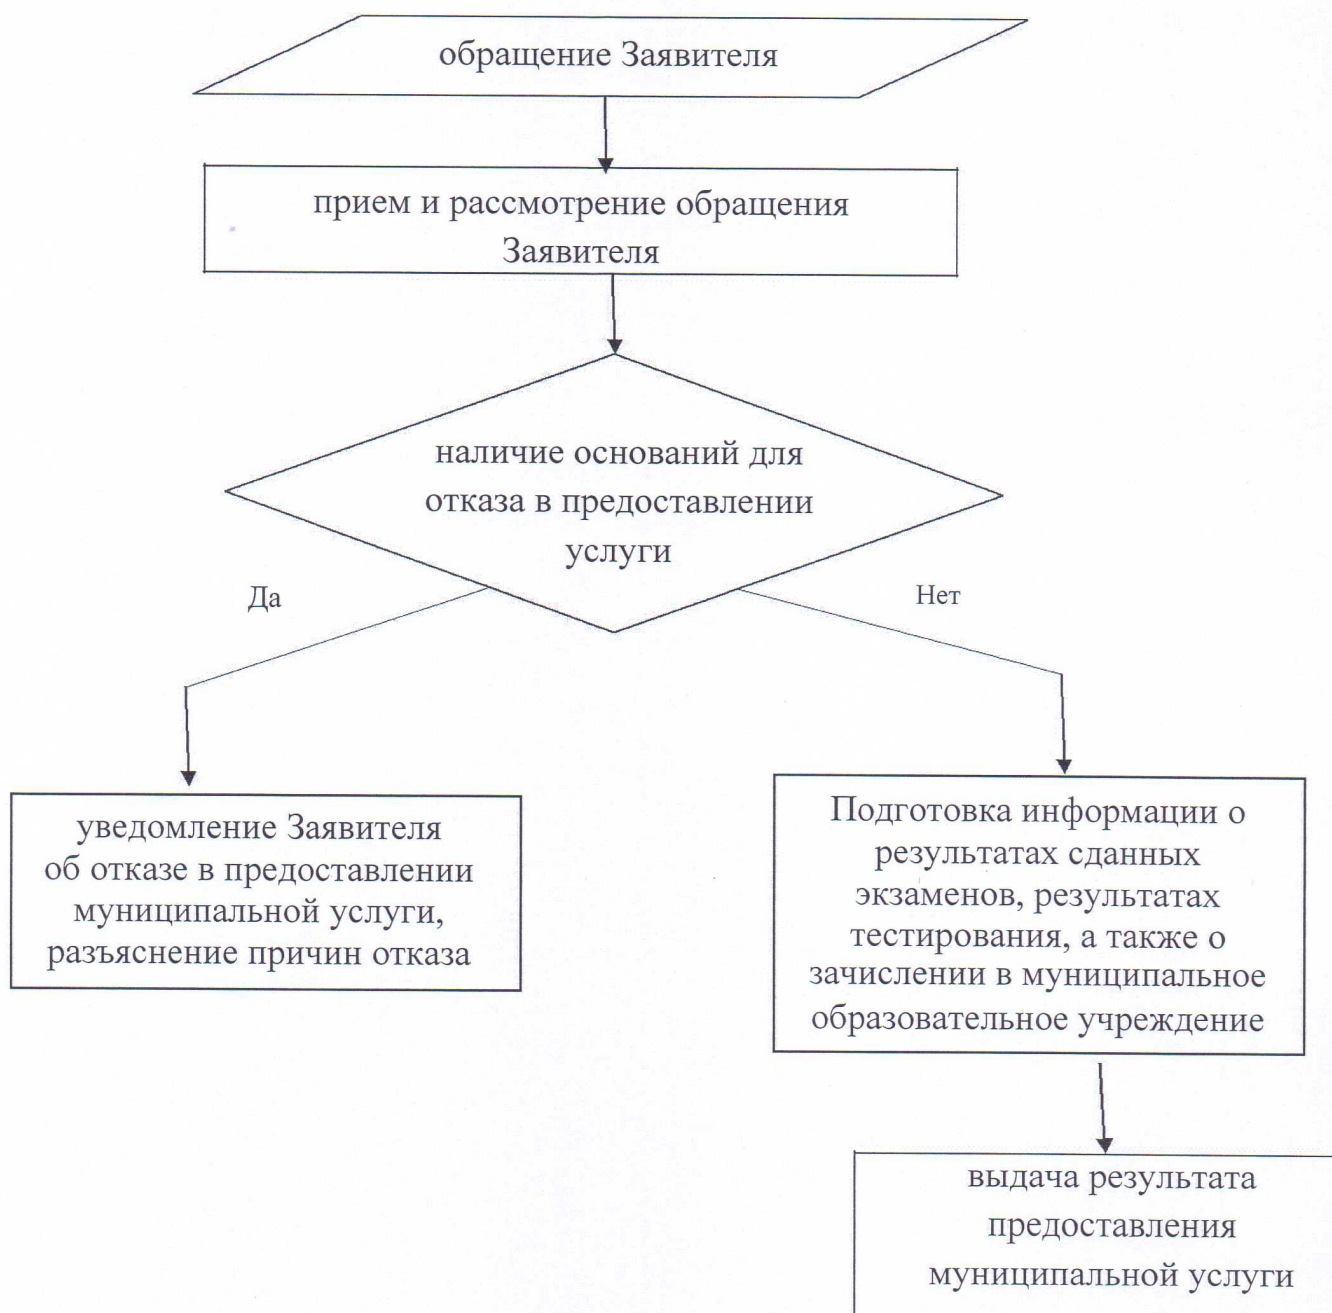 обращение Заявителя
прием и рассмотрение обращения
Заявителя
наличие оснований для
отказа в предоставлении
услуги
Да
Нет
уведомление Заявителя
об отказе в предоставлении
муниципальной услуги,
разъяснение причин отказа
Подготовка информации о
результатах сданных
экзаменов, результатах
тестирования, а также о
зачислении в муниципальное
образовательное учреждение
выдача результата
предоставления
муниципальной услуги